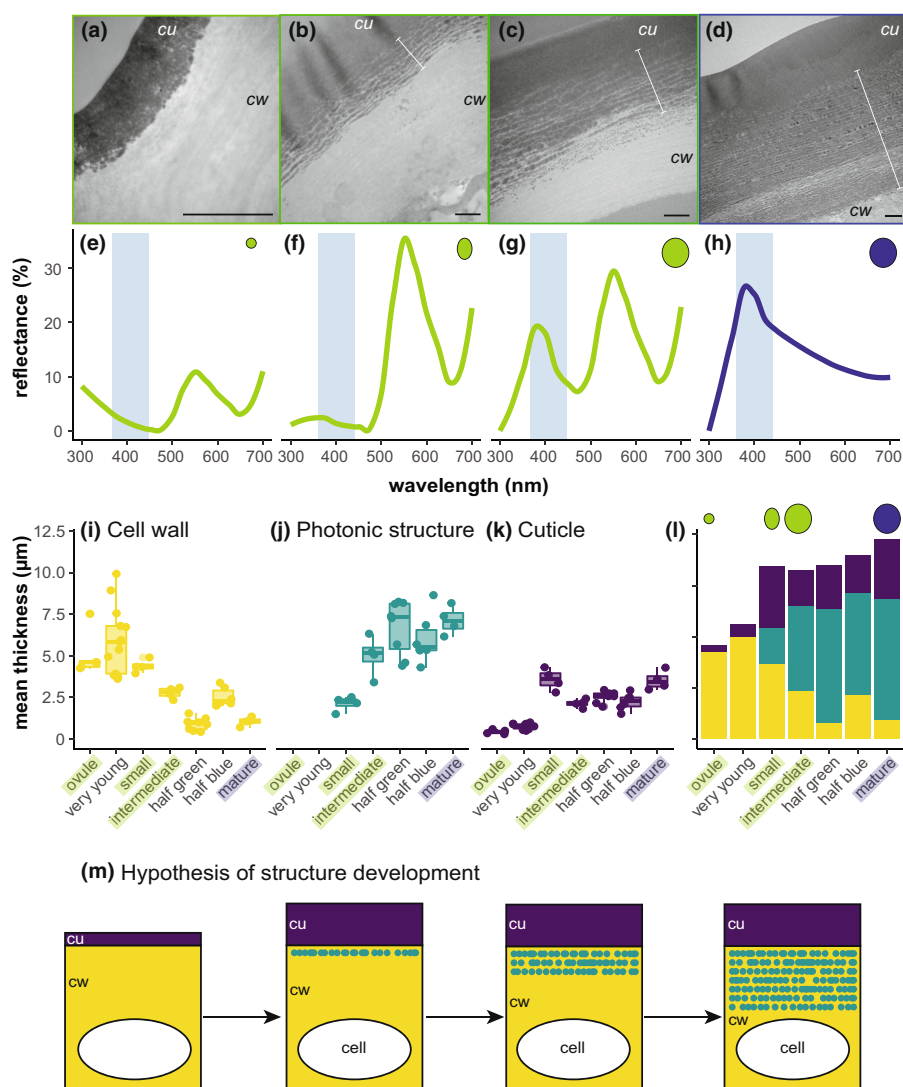 (a) cu cw
(b) cu cw
(c) cu cw
(d) cu cw
(e) (f) (g) (h)
reflectance (%)
30
20
10
0
300 400 500 600 700 300 400 500 600 700 300 400 500 600 700 300 400 500 600 700
wavelength (nm)
(i) Cell wall
(j) Photonic structure
(k) Cuticle
(l)
mean thickness (µm)
12.5
10.0
7.5
5.0
2.5
0
ovule very young small intermediate half green half blue mature
ovule very young small intermediate half green half blue mature
ovule very young small intermediate half green half blue mature
ovule very young small intermediate half green half blue mature
(m) Hypothesis of structure development
cu cw
cu cw cell
cu cw cell
cu cw cell